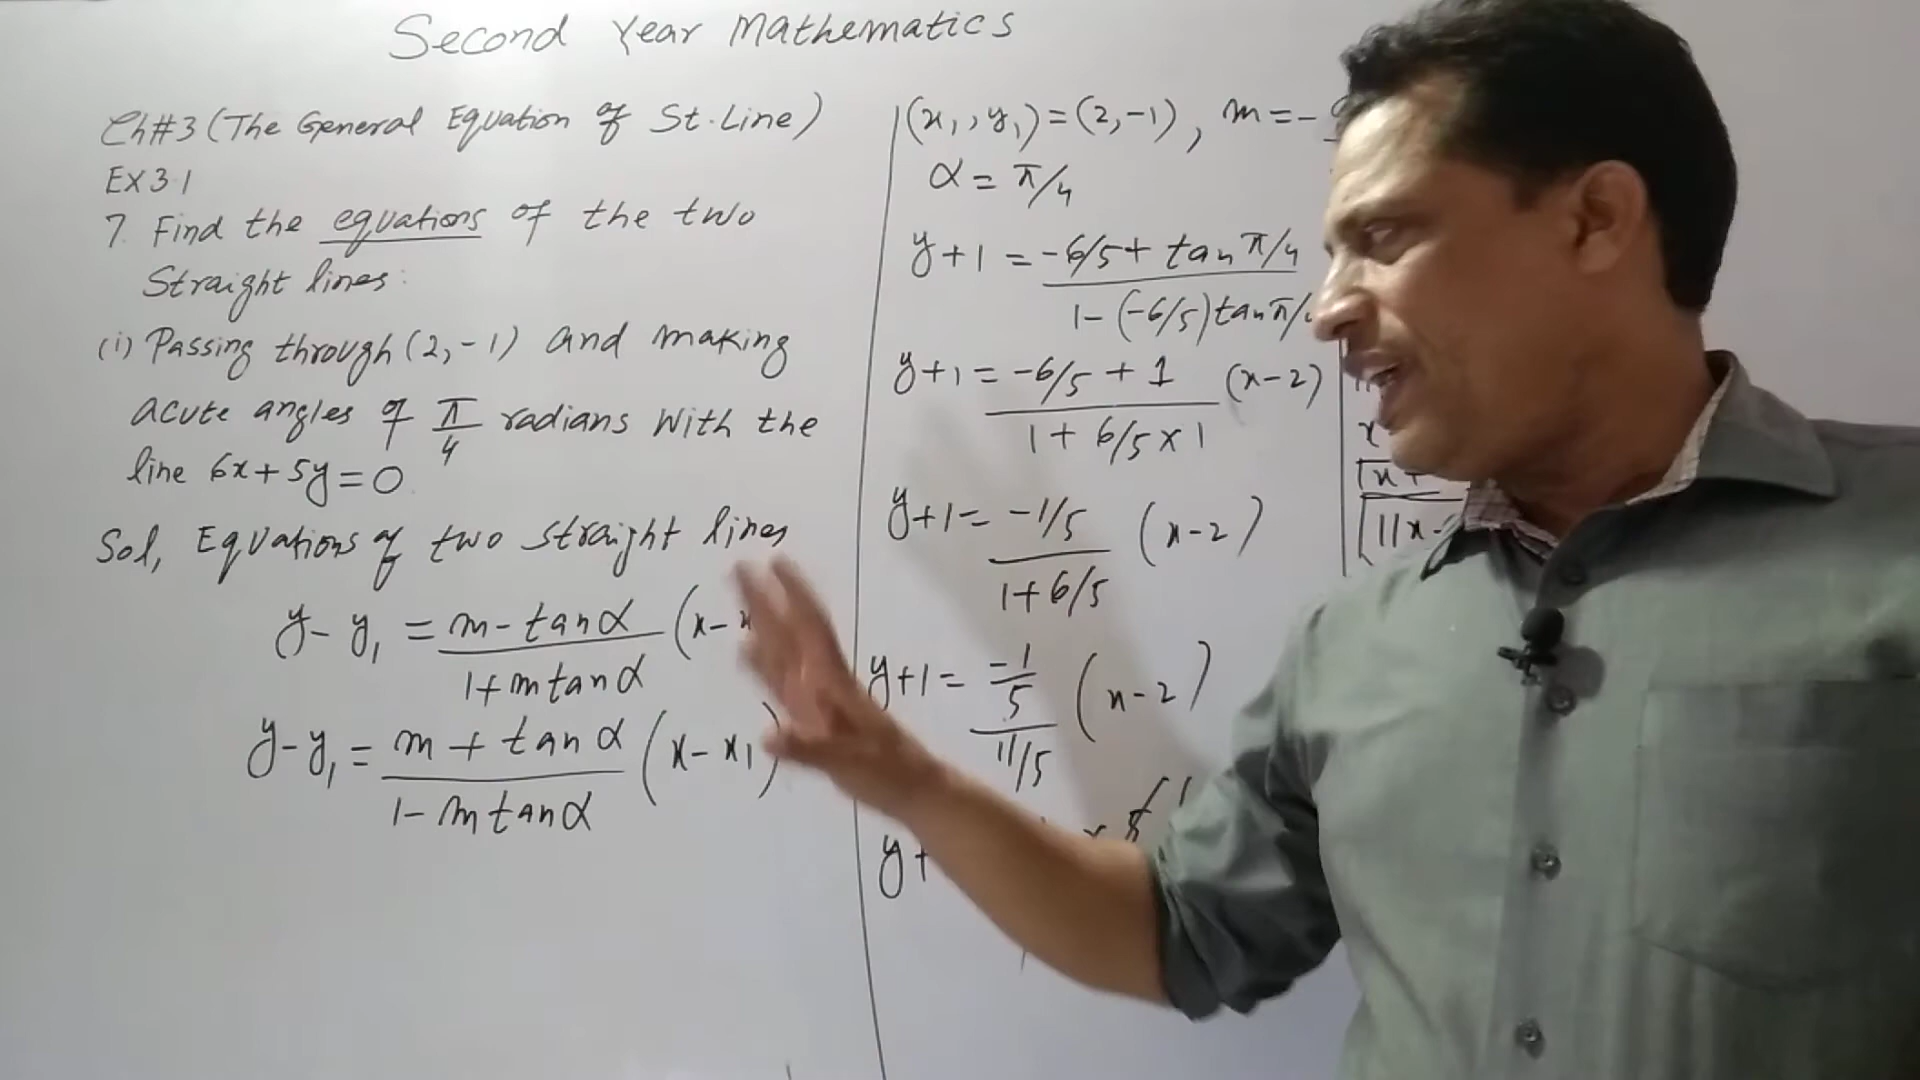 Second Year Mathematics
Ch#3 (The General Equation of St. Line)
Ex 3.1
7. Find the equations of the two
Straight lines:
(i) Passing through (2, -1) and making
acute angles of π/4 radians with the
line 6x + 5y = 0
Sol, Equations of two straight lines
y - y₁ = (m - tan α)/(1 + m tan α) (x -
y - y₁ = (m + tan α)/(1 - m tan α) (x - x₁)
(x₁, y₁) = (2, -1), m = -
α = π/4
y + 1 = (-6/5 + tan π/4)/(1 - (-6/5) tan π/
y + 1 = (-6/5 + 1)/(1 + 6/5 × 1) (x - 2)
y + 1 = (-1/5)/(1 + 6/5) (x - 2)
y + 1 = (-1/5)/(11/5) (x - 2)
y +
x +
11x -